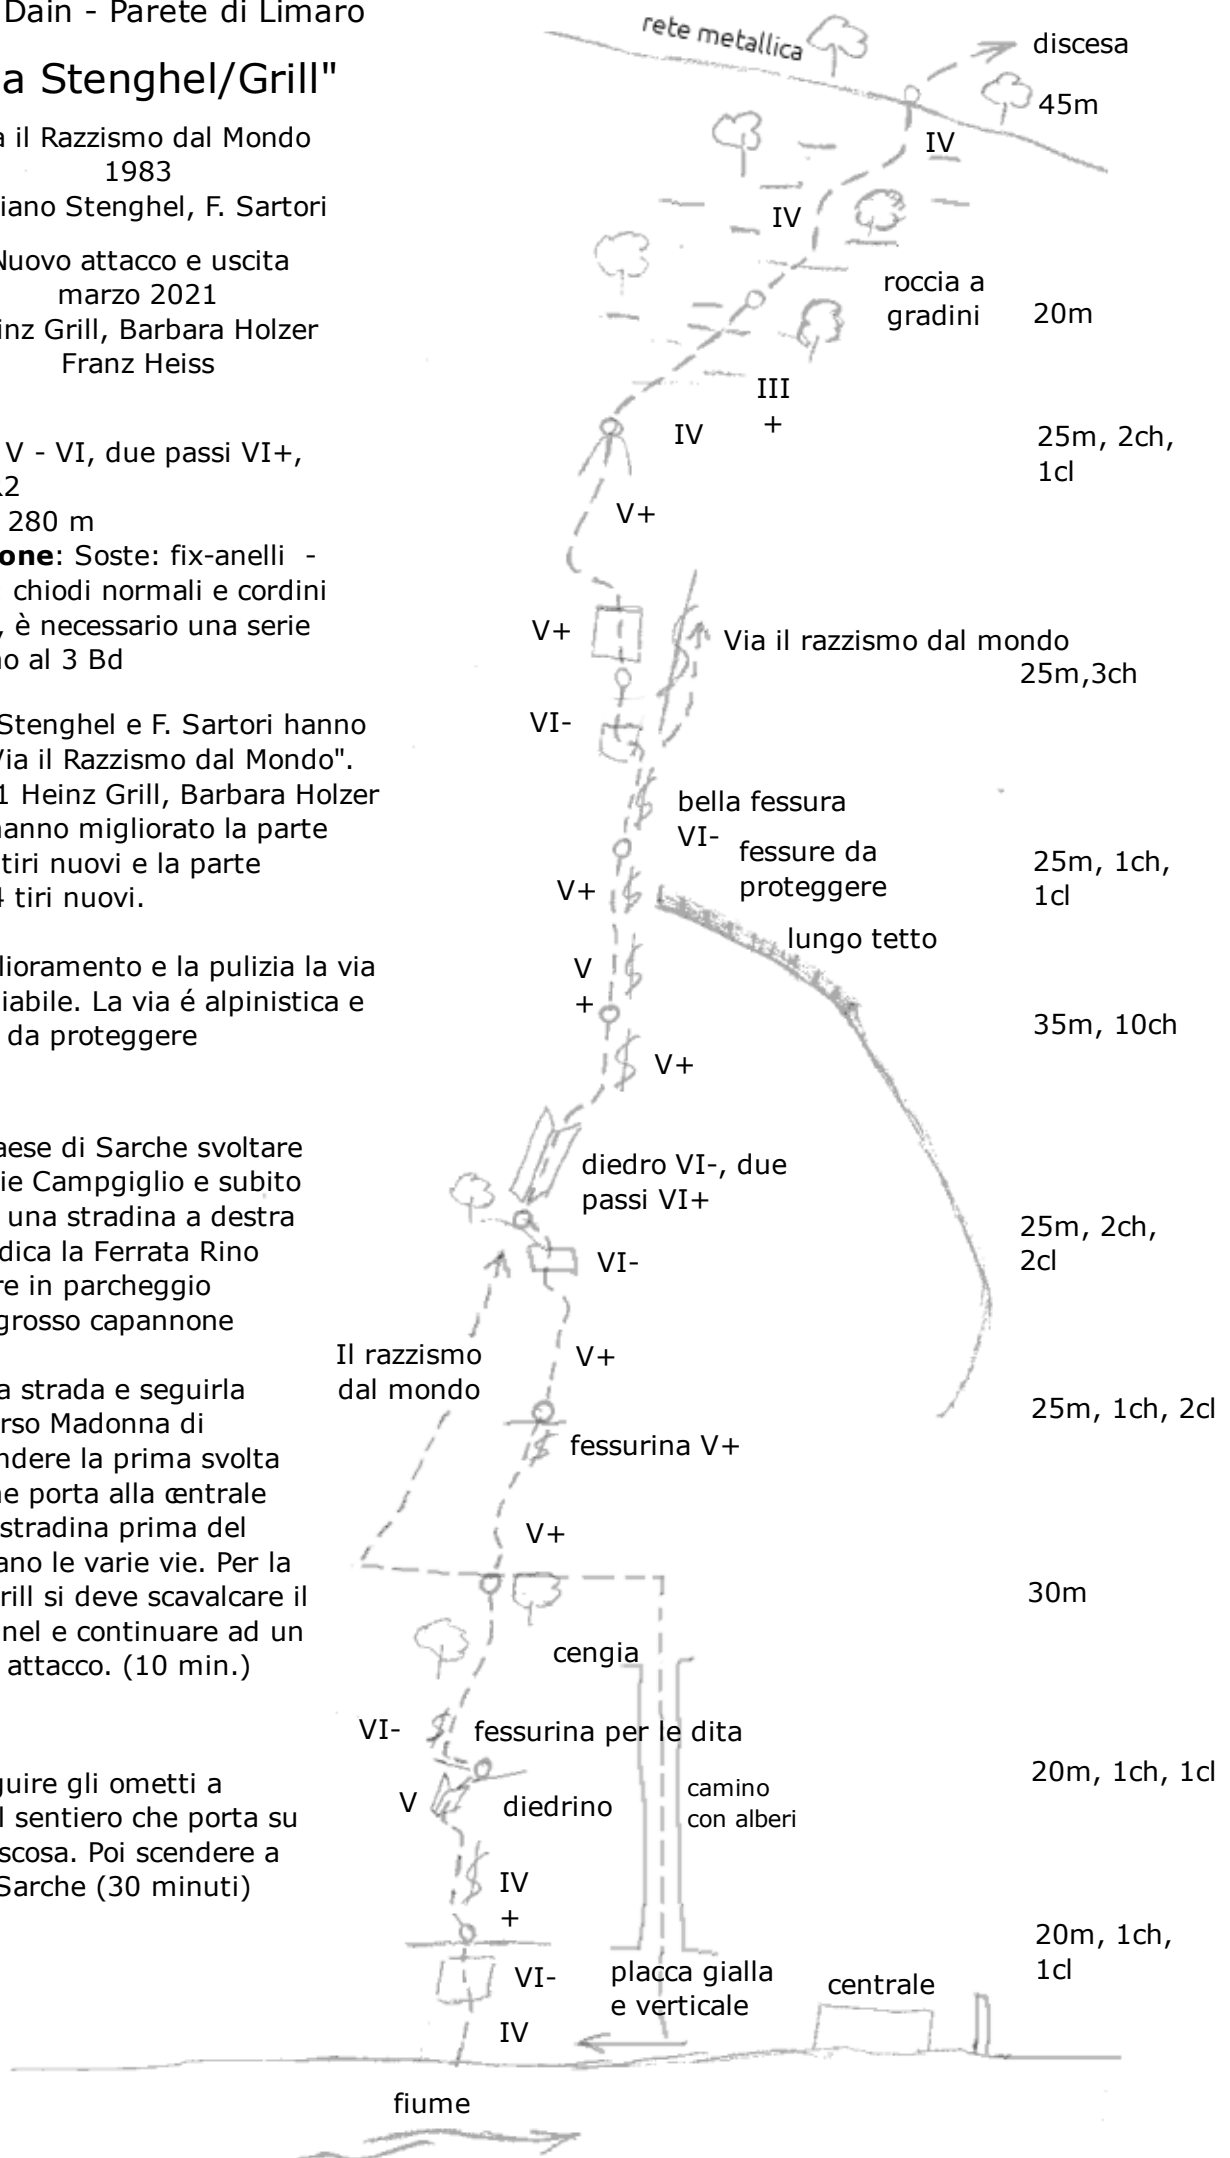 Dain - Parete di Limaro
a Stenghel/Grill"
a il Razzismo dal Mondo
1983
iano Stenghel, F. Sartori
Nuovo attacco e uscita
marzo 2021
inz Grill, Barbara Holzer
Franz Heiss
V - VI, due passi VI+,
280 m
one: Soste: fix-anelli -
chiodi normali e cordini
, è necessario una serie
no al 3 Bd
Stenghel e F. Sartori hanno
Via il Razzismo dal Mondo".
1 Heinz Grill, Barbara Holzer
hanno migliorato la parte
tiri nuovi e la parte
4 tiri nuovi.
lioramento e la pulizia la via
iabile. La via é alpinistica e
da proteggere
aese di Sarche svoltare
ie Campgiglio e subito
una stradina a destra
dica la Ferrata Rino
re in parcheggio
grosso capannone
a strada e seguirla
rso Madonna di
ndere la prima svolta
ne porta alla centrale
stradina prima del
ano le varie vie. Per la
rill si deve scavalcare il
nel e continuare ad un
attacco. (10 min.)
guire gli ometti a
l sentiero che porta su
scosa. Poi scendere a
Sarche (30 minuti)
rete metallica
discesa
45m
IV
IV
roccia a
gradini
20m
III
+
IV
25m, 2ch,
1cl
V+
V+
Via il razzismo dal mondo
25m,3ch
VI-
bella fessura
VI-
fessure da
proteggere
25m, 1ch,
1cl
V+
lungo tetto
V
+
35m, 10ch
V+
diedro VI-, due
passi VI+
25m, 2ch,
2cl
VI-
Il razzismo
dal mondo
V+
25m, 1ch, 2cl
fessurina V+
V+
30m
cengia
VI-
fessurina per le dita
20m, 1ch, 1cl
camino
con alberi
V
diedrino
IV
+
20m, 1ch,
1cl
VI-
placca gialla
e verticale
centrale
IV
fiume